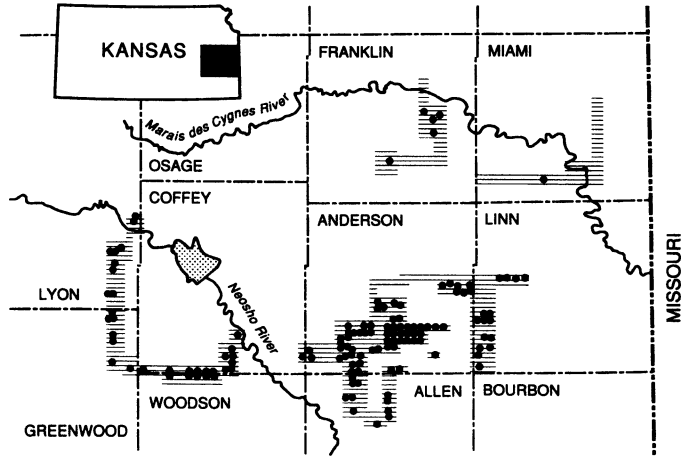 KANSAS
FRANKLIN
MIAMI
Marais des Cygnes River
OSAGE
COFFEY
ANDERSON
LINN
MISSOURI
LYON
Neosho River
WOODSON
ALLEN
BOURBON
GREENWOOD